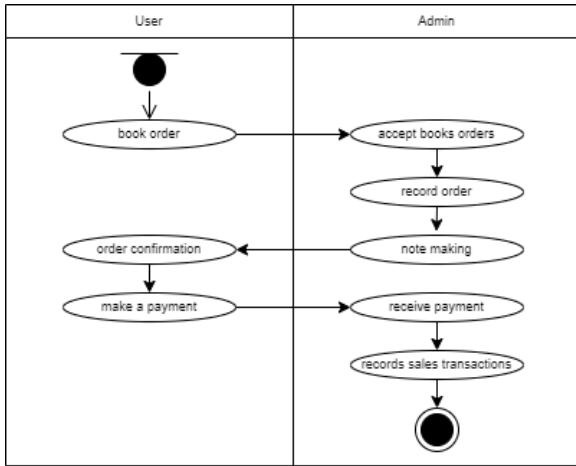 User
Admin
book order
accept books orders
record order
order confirmation
note making
make a payment
receive payment
records sales transactions